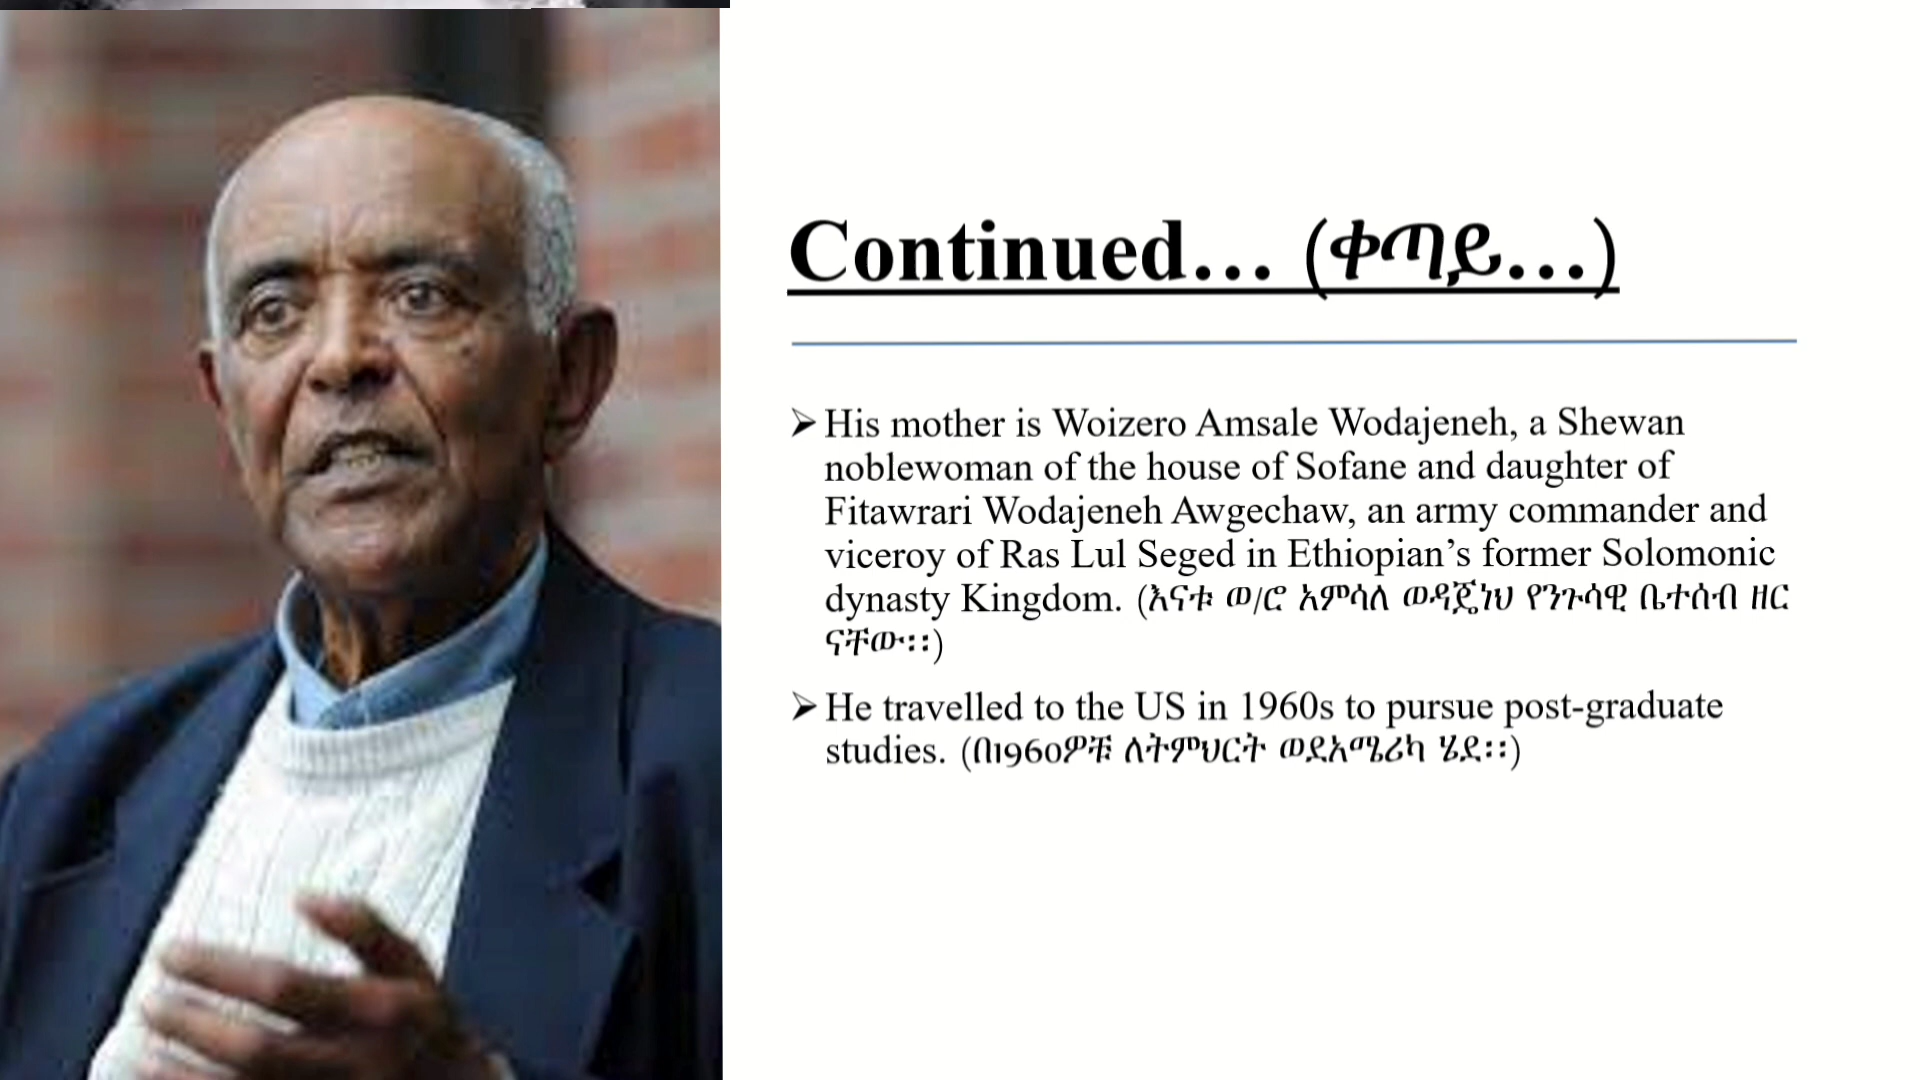 Continued… (ቀጣይ…)
➢ His mother is Woizero Amsale Wodajeneh, a Shewan
noblewoman of the house of Sofane and daughter of
Fitawrari Wodajeneh Awgechaw, an army commander and
viceroy of Ras Lul Seged in Ethiopian’s former Solomonic
dynasty Kingdom. (እናቱ ወ/ሮ አምሳለ ወዳጄነህ የንጉሳዊ ቤተሰብ ዘር
ናቸው፡፡)
➢ He travelled to the US in 1960s to pursue post-graduate
studies. (በ1960ዎቹ ለትምህርት ወደአሜሪካ ሄደ፡፡)